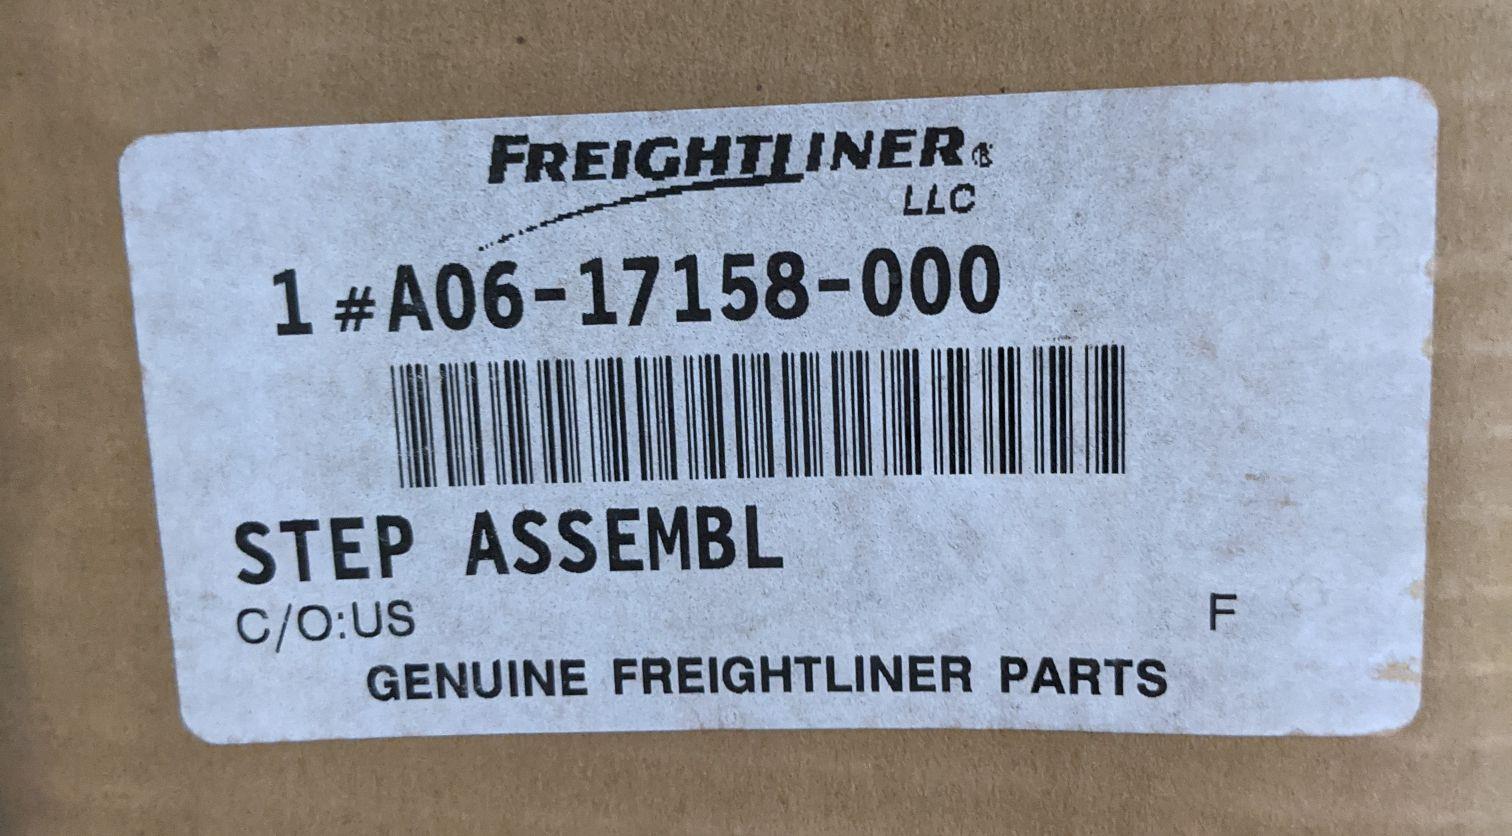 FREIGHTLINER®
LLC
1 #A06-17158-000
STEP ASSEMBL
C/O:US F
GENUINE FREIGHTLINER PARTS